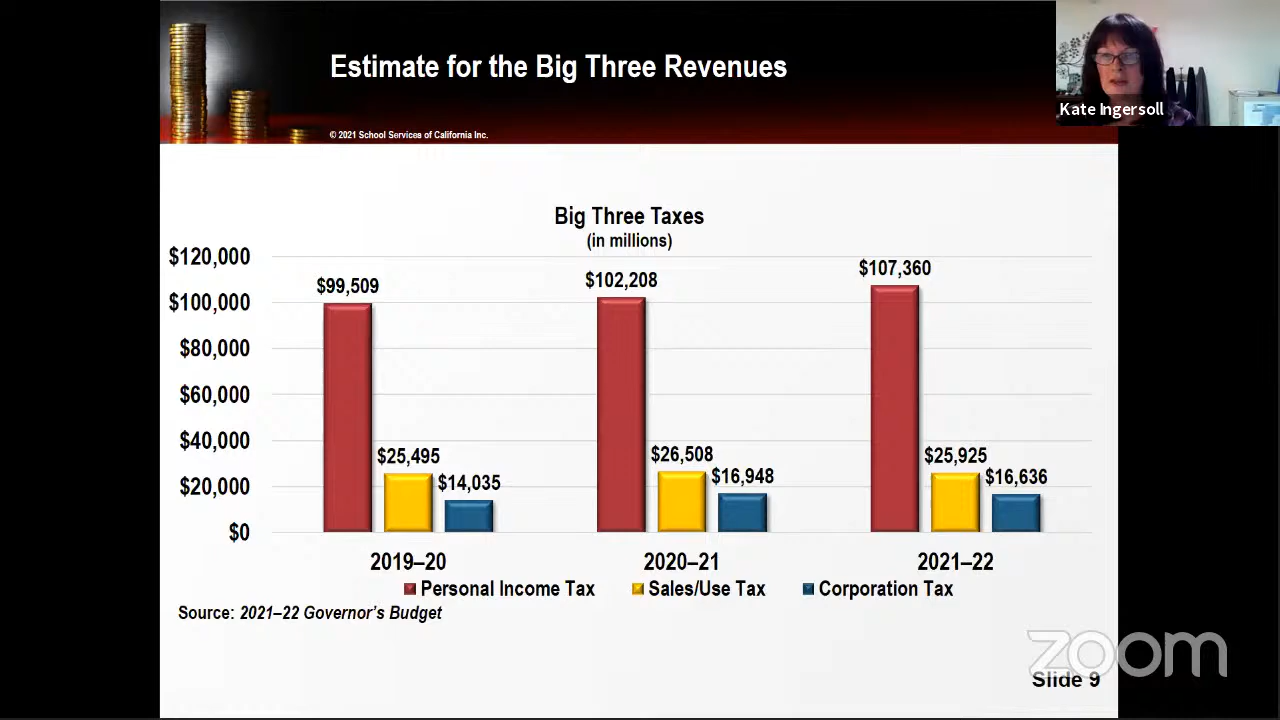 Estimate for the Big Three Revenues
Kate Ingersoll
© 2021 School Services of California Inc.
Big Three Taxes
(in millions)
$120,000
$100,000
$80,000
$60,000
$40,000
$20,000
$0
$99,509
$25,495
$14,035
$102,208
$26,508
$16,948
$107,360
$25,925
$16,636
2019–20
2020–21
2021–22
Personal Income Tax
Sales/Use Tax
Corporation Tax
Source: 2021–22 Governor's Budget
zoom
Slide 9